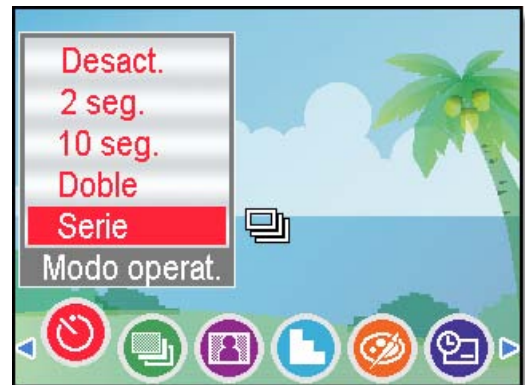 Desact.
2 seg.
10 seg.
Doble
Serie
Modo operat.